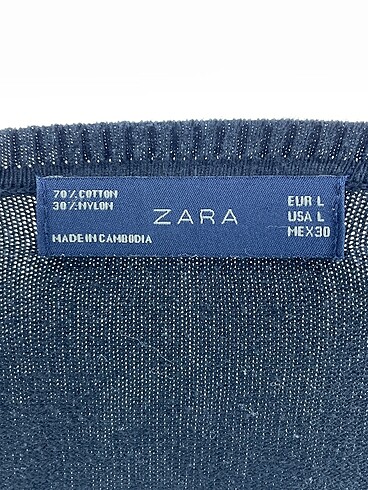 70% COTTON
30% NYLON
MADE IN CAMBODIA
ZARA
EUR L
USA L
MEX 30